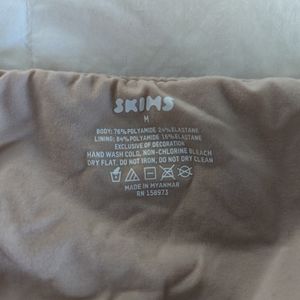 SKIMS
M
BODY: 76% POLYAMIDE 24% ELASTANE
LINING: 84% POLYAMIDE 16% ELASTANE
EXCLUSIVE OF DECORATION
HAND WASH COLD, NON-CHLORINE BLEACH
DRY FLAT, DO NOT IRON, DO NOT DRY CLEAN
MADE IN MYANMAR
RN 158973